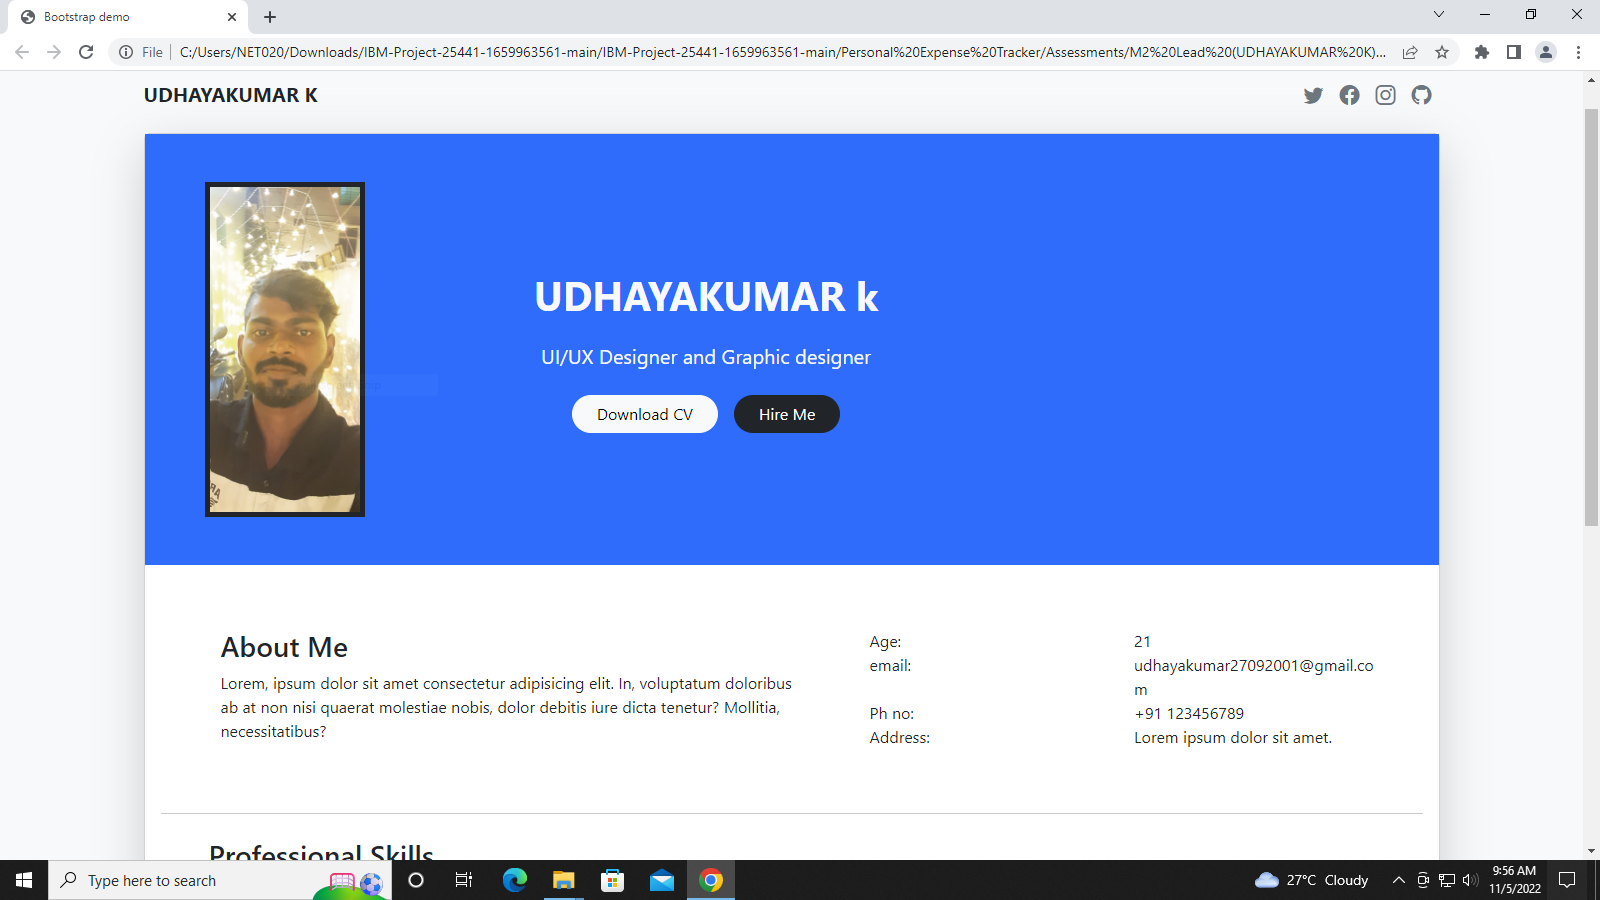 Bootstrap demo
File
C:/Users/NET020/Downloads/IBM-Project-25441-1659963561-main/IBM-Project-25441-1659963561-main/Personal%20Expense%20Tracker/Assessments/M2%20Lead%20(UDHAYAKUMAR%20K)...
UDHAYAKUMAR K
UDHAYAKUMAR k
UI/UX Designer and Graphic designer
Download CV
Hire Me
About Me
Lorem, ipsum dolor sit amet consectetur adipisicing elit. In, voluptatum doloribus
ab at non nisi quaerat molestiae nobis, dolor debitis iure dicta tenetur? Mollitia,
necessitatibus?
Age: 21
email: udhayakumar27092001@gmail.co
m
Ph no: +91 123456789
Address: Lorem ipsum dolor sit amet.
Professional Skills
Type here to search
27°C Cloudy
9:56 AM
11/5/2022